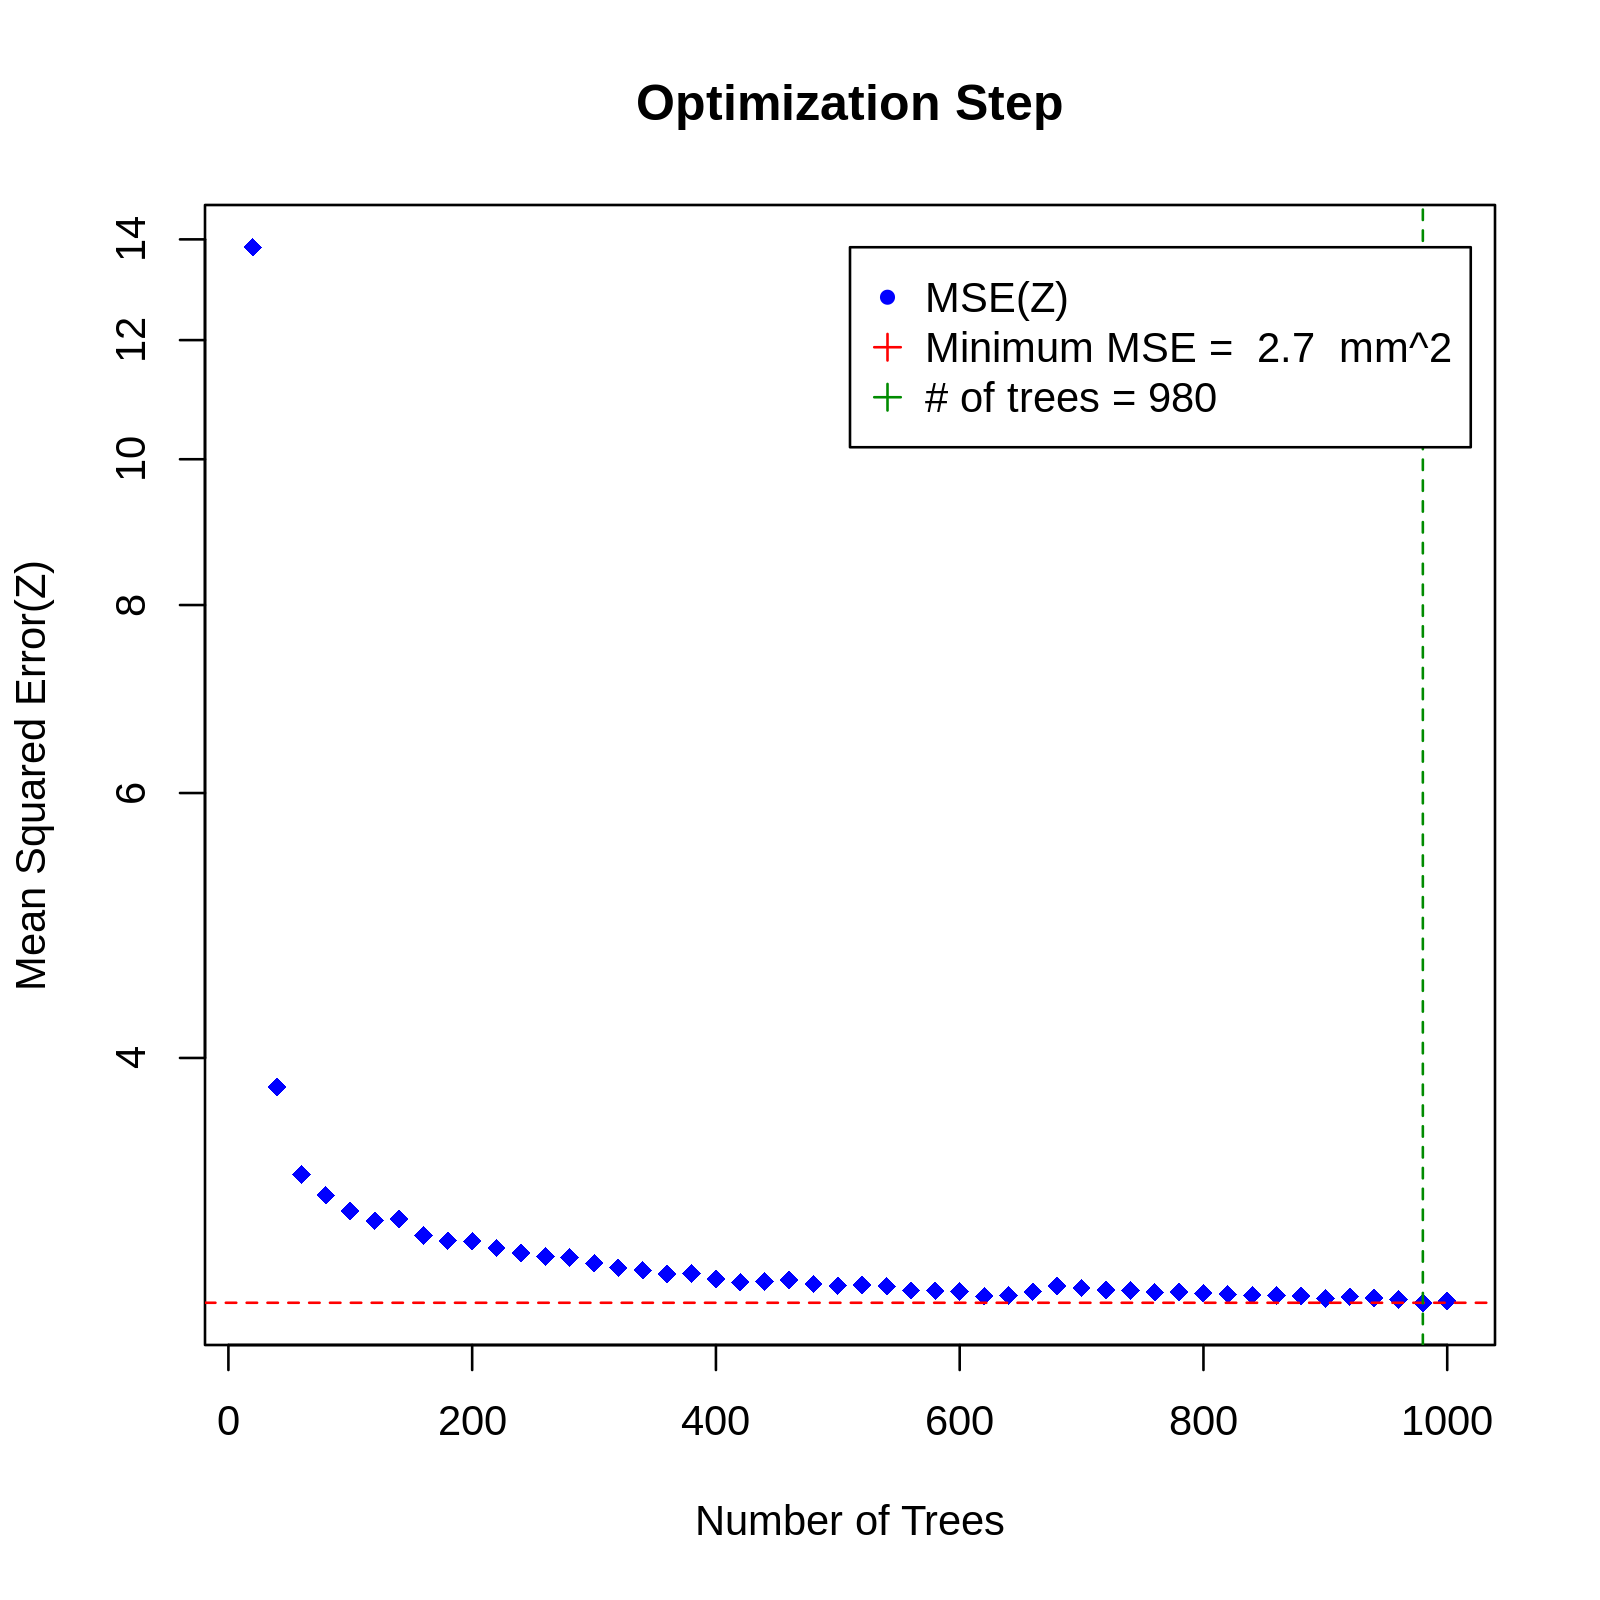 Optimization Step
14
12
10
8
6
4
Mean Squared Error(Z)
MSE(Z)
Minimum MSE =  2.7  mm^2
# of trees = 980
0 200 400 600 800 1000
Number of Trees